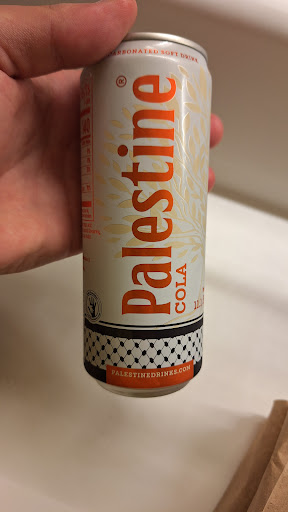 CARBONATED SOFT DRINK
Palestine
COLA
PALESTINEDRINKS.COM